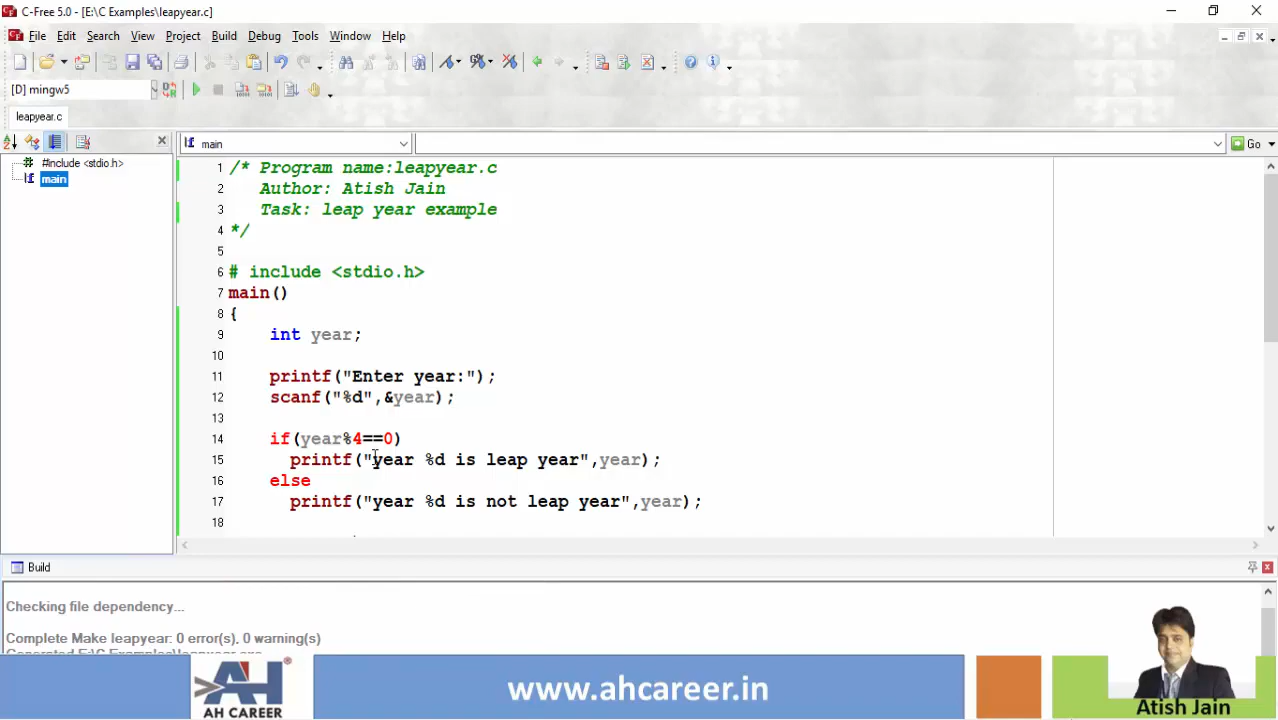 C-Free 5.0 - [E:\C Examples\leapyear.c]
File Edit Search View Project Build Debug Tools Window Help
[D] mingw5
leapyear.c
main
Go
#include <stdio.h>
main
1 /* Program name:leapyear.c
2 Author: Atish Jain
3 Task: leap year example
4 */
5
6 # include <stdio.h>
7 main()
8 {
9 int year;
10
11 printf("Enter year:");
12 scanf("%d",&year);
13
14 if(year%4==0)
15 printf("year %d is leap year",year);
16 else
17 printf("year %d is not leap year",year);
18
Build
Checking file dependency...
Complete Make leapyear: 0 error(s), 0 warning(s)
Generated E:\C Examples\leapyear.exe
AH
AH CAREER
www.ahcareer.in
Atish Jain